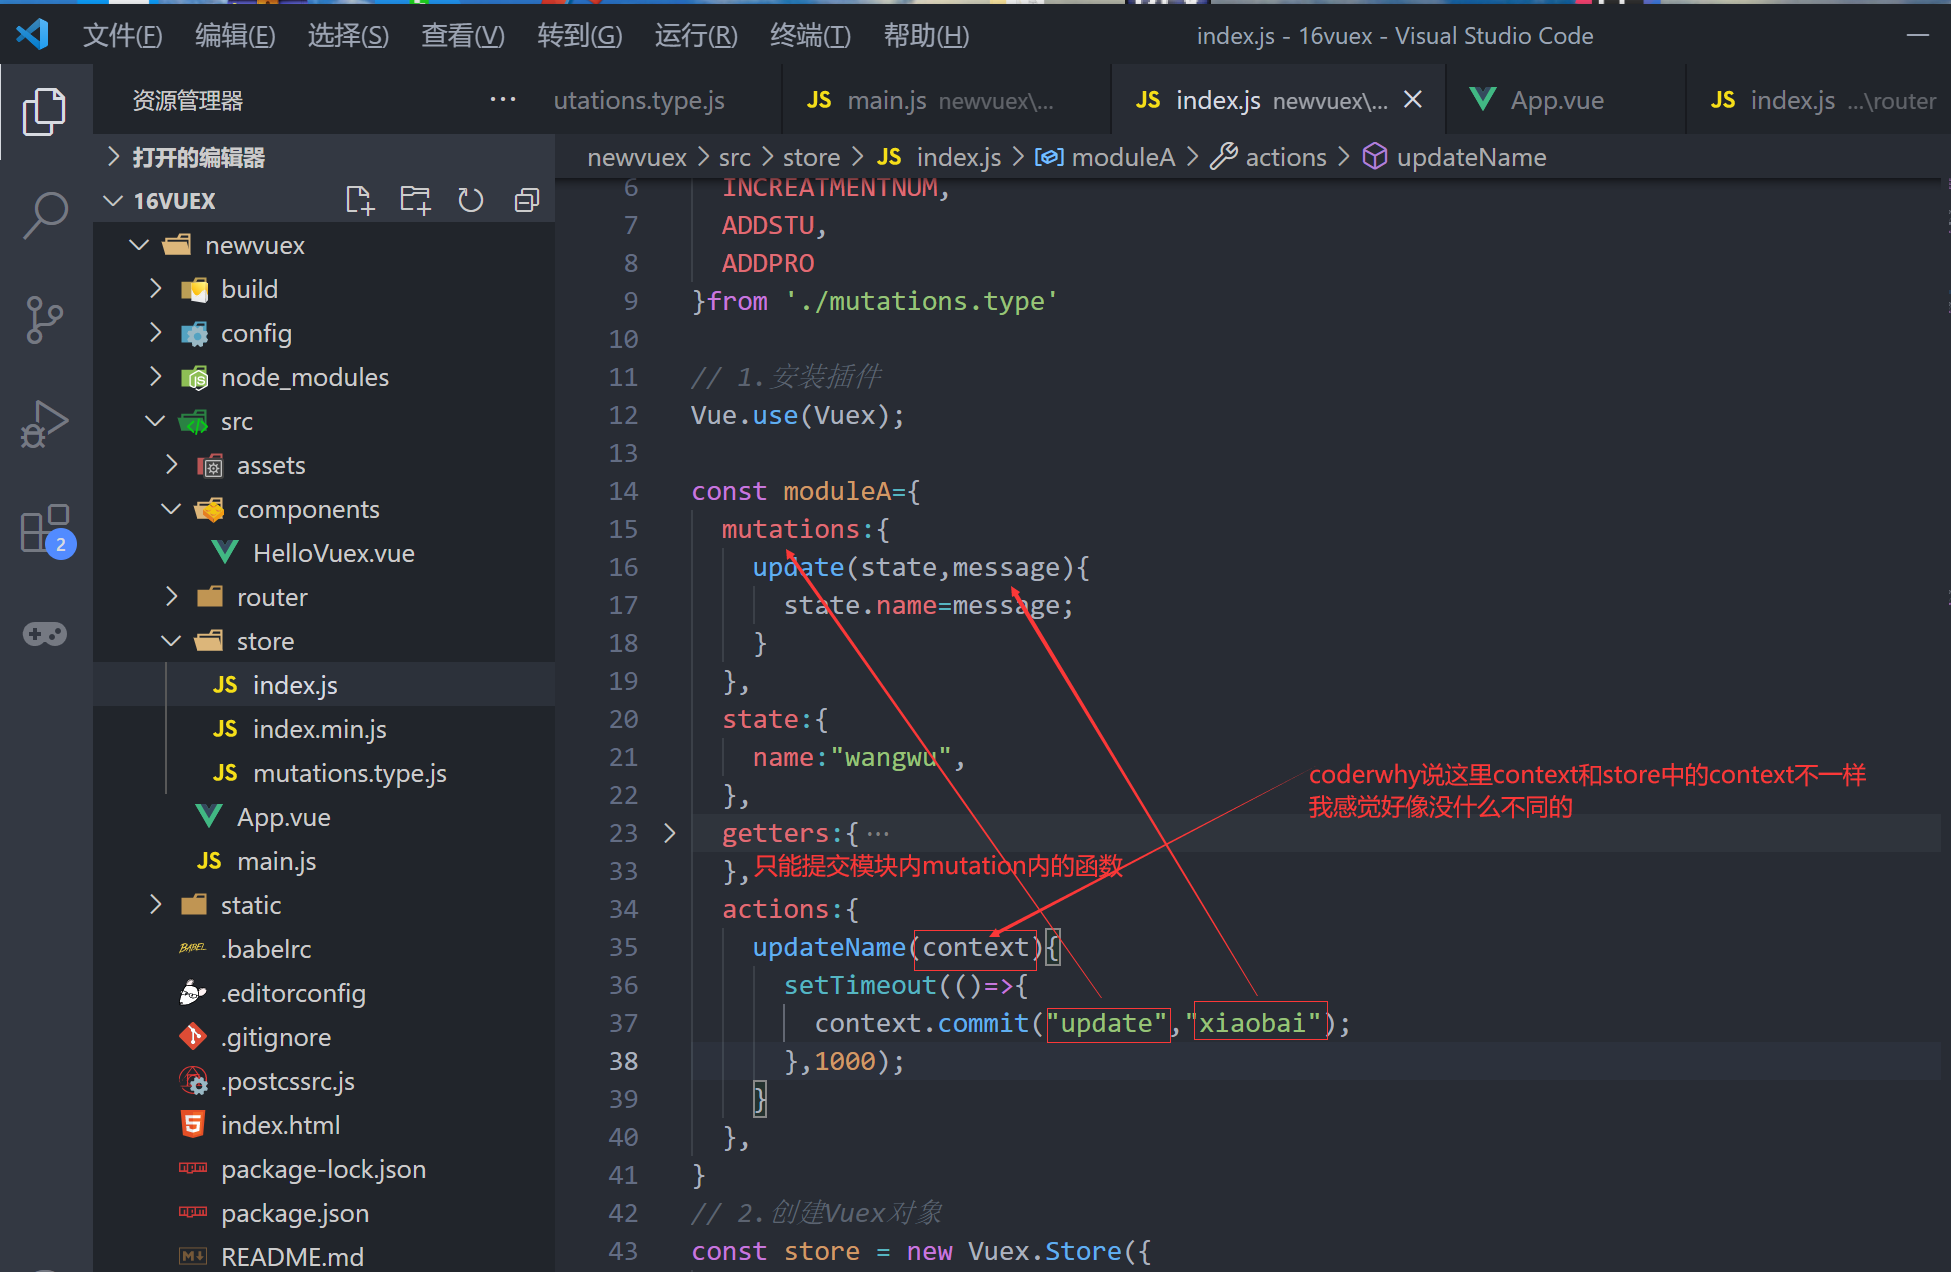 文件(F) 编辑(E) 选择(S) 查看(V) 转到(G) 运行(R) 终端(T) 帮助(H) index.js - 16vuex - Visual Studio Code
资源管理器 ··· utations.type.js JS main.js newvuex\... JS index.js newvuex\... App.vue JS index.js ...\router
打开的编辑器
newvuex > src > store > JS index.js > moduleA > actions > updateName
16VUEX
newvuex
build
config
node_modules
src
assets
components
HelloVuex.vue
router
store
JS index.js
JS index.min.js
JS mutations.type.js
App.vue
JS main.js
static
BABEL .babelrc
.editorconfig
.gitignore
.postcssrc.js
index.html
package-lock.json
package.json
README.md
2
6 INCREATMENTNUM,
7 ADDSTU,
8 ADDPRO
9 }from './mutations.type'
10
11 // 1.安装插件
12 Vue.use(Vuex);
13
14 const moduleA={
15 mutations:{
16 update(state,message){
17 state.name=message;
18 }
19 },
20 state:{
21 name:"wangwu",
22 },
23 getters:{ ···
33 },
34 actions:{
35 updateName(context){
36 setTimeout(()=>{
37 context.commit("update","xiaobai");
38 },1000);
39 }
40 },
41 }
42 // 2.创建Vuex对象
43 const store = new Vuex.Store({
coderwhy说这里context和store中的context不一样
我感觉好像没什么不同的
只能提交模块内mutation内的函数